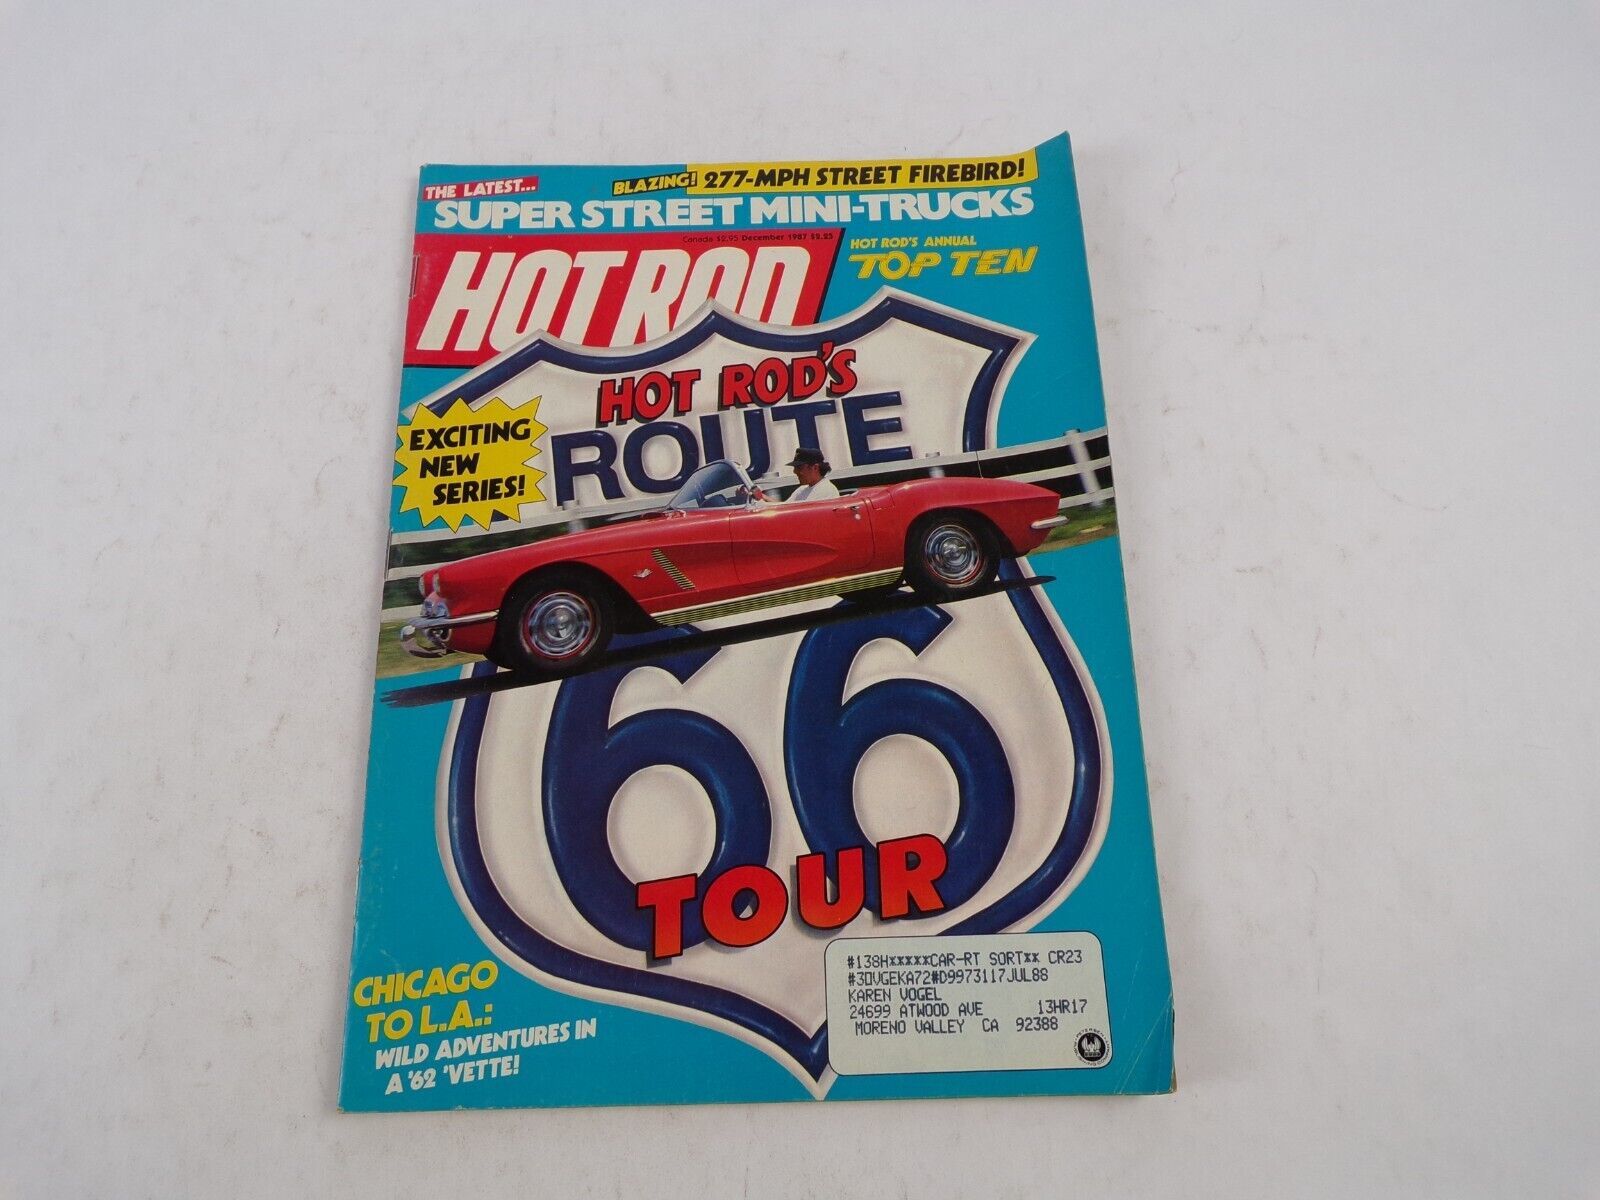 BLAZING! 277-MPH STREET FIREBIRD!
THE LATEST...
SUPER STREET MINI-TRUCKS
Canada $2.95 December 1987 $2.25
HOT ROD
HOT ROD'S ANNUAL
TOP TEN
HOT ROD'S
ROUTE
EXCITING
NEW
SERIES!
66
TOUR
CHICAGO
TO L.A.:
WILD ADVENTURES IN
A '62 'VETTE!
#138H*****CAR-RT SORT** CR23
KAREN VOGEL
24699 ATWOOD AVE 13HR17
MORENO VALLEY CA 92388